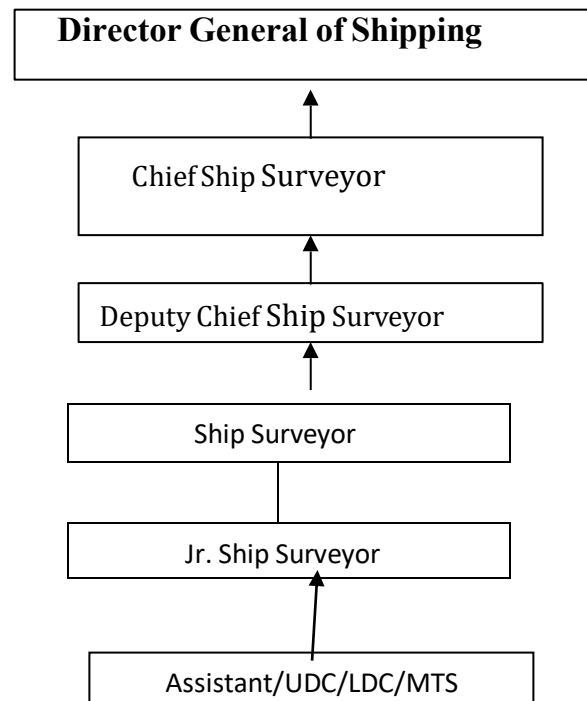 Director General of Shipping
Chief Ship Surveyor
Deputy Chief Ship Surveyor
Ship Surveyor
Jr. Ship Surveyor
Assistant/UDC/LDC/MTS